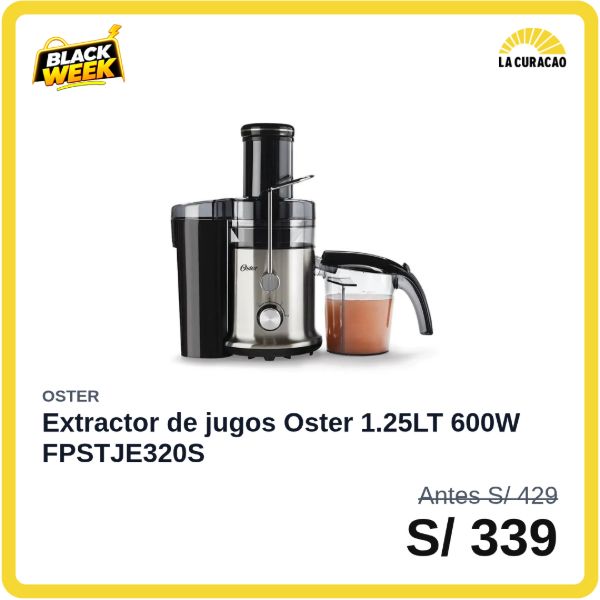 BLACK
WEEK
LA CURACAO
Oster
OSTER
Extractor de jugos Oster 1.25LT 600W
FPSTJE320S
Antes S/ 429
S/ 339